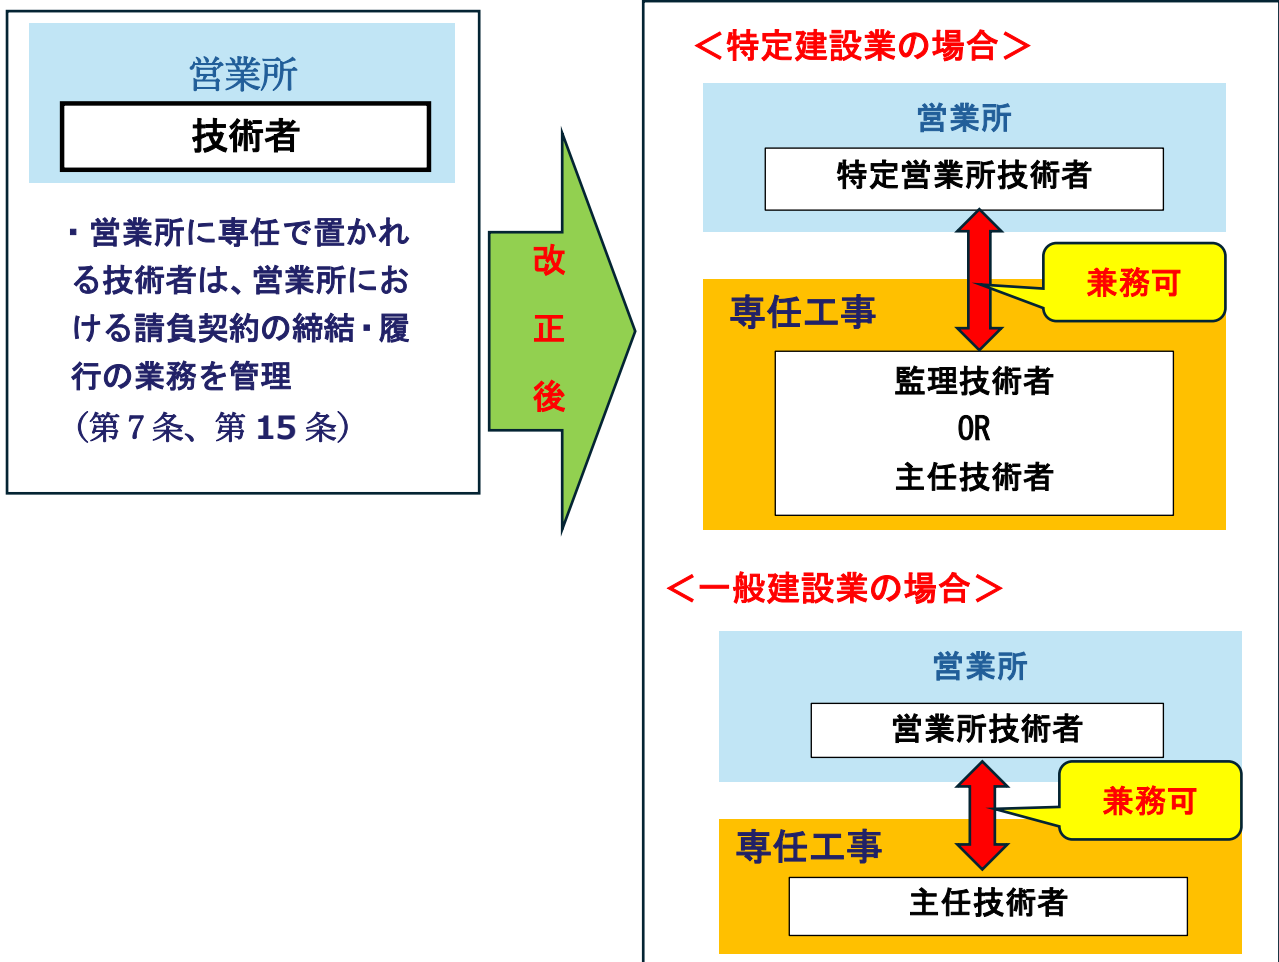 営業所
技術者
・営業所に専任で置かれ
る技術者は、営業所にお
ける請負契約の締結・履
行の業務を管理
（第７条、第 15 条）
改
正
後
＜特定建設業の場合＞
営業所
特定営業所技術者
兼務可
専任工事
監理技術者
OR
主任技術者
＜一般建設業の場合＞
営業所
営業所技術者
兼務可
専任工事
主任技術者